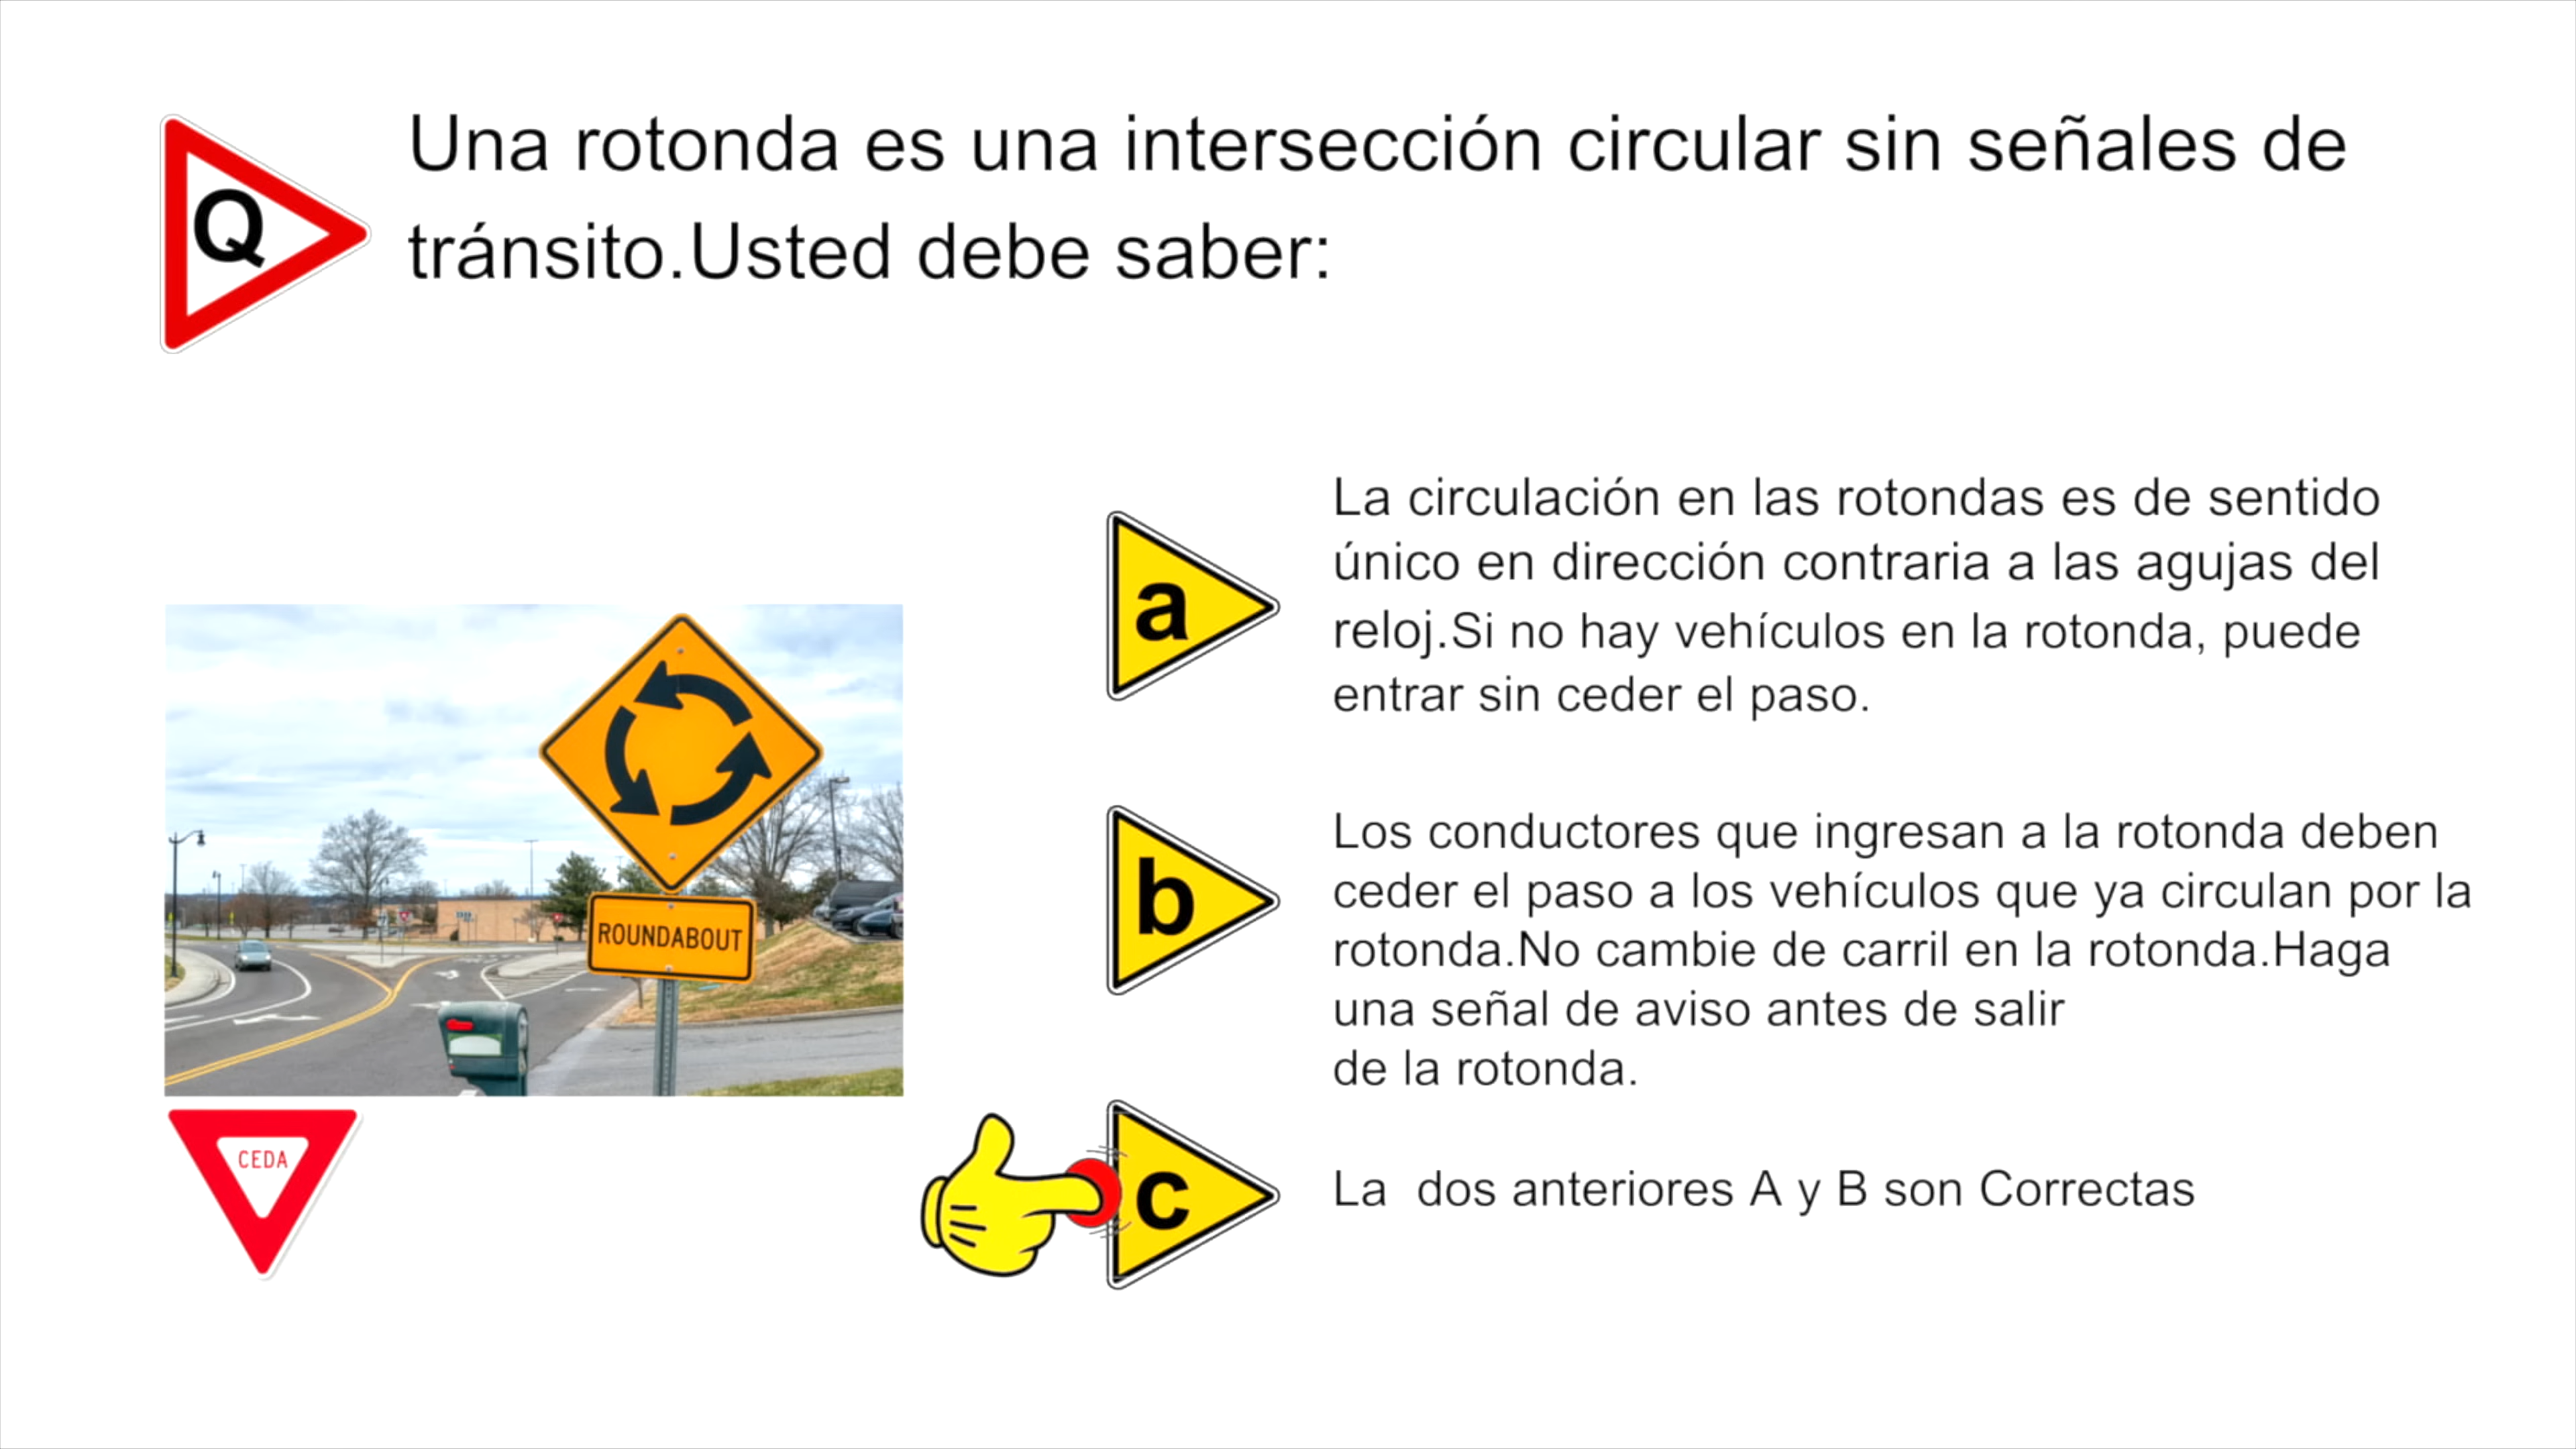 Q
Una rotonda es una intersección circular sin señales de
tránsito.Usted debe saber:
a
La circulación en las rotondas es de sentido
único en dirección contraria a las agujas del
reloj.Si no hay vehículos en la rotonda, puede
entrar sin ceder el paso.
b
Los conductores que ingresan a la rotonda deben
ceder el paso a los vehículos que ya circulan por la
rotonda.No cambie de carril en la rotonda.Haga
una señal de aviso antes de salir
de la rotonda.
c
La  dos anteriores A y B son Correctas
ROUNDABOUT
CEDA